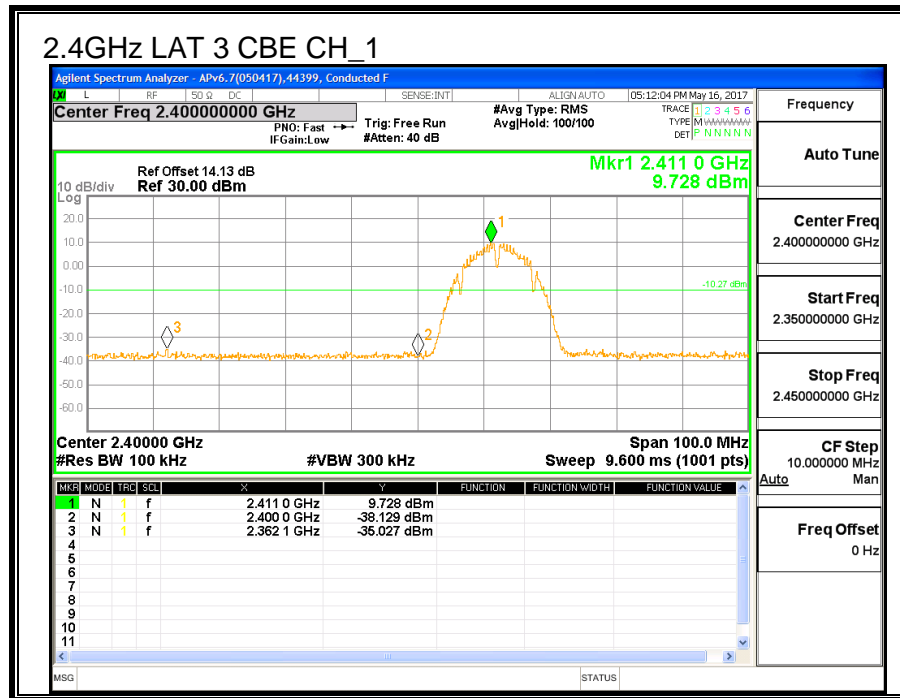 2.4GHz LAT 3 CBE CH_1
Agilent Spectrum Analyzer - APv6.7(050417),44399, Conducted F
LXI L RF 50 Ω DC SENSE:INT ALIGN AUTO 05:12:04 PM May 16, 2017
Center Freq 2.400000000 GHz #Avg Type: RMS TRACE 1 2 3 4 5 6
PNO: Fast Trig: Free Run Avg|Hold: 100/100 TYPE M WWWWW
IFGain:Low #Atten: 40 dB DET P N N N N N
Frequency
Auto Tune
Center Freq
2.400000000 GHz
Start Freq
2.350000000 GHz
Stop Freq
2.450000000 GHz
CF Step
10.000000 MHz
Auto Man
Freq Offset
0 Hz
Mkr1 2.411 0 GHz
9.728 dBm
Ref Offset 14.13 dB
10 dB/div Ref 30.00 dBm
Log
20.0
10.0
0.00
-10.0
-20.0
-30.0
-40.0
-50.0
-60.0
1
-10.27 dBm
3
2
Center 2.40000 GHz Span 100.0 MHz
#Res BW 100 kHz #VBW 300 kHz Sweep 9.600 ms (1001 pts)
MKR MODE TRC SCL X Y FUNCTION FUNCTION WIDTH FUNCTION VALUE
1 N 1 f 2.411 0 GHz 9.728 dBm
2 N 1 f 2.400 0 GHz -38.129 dBm
3 N 1 f 2.362 1 GHz -35.027 dBm
4
5
6
7
8
9
10
11
MSG STATUS